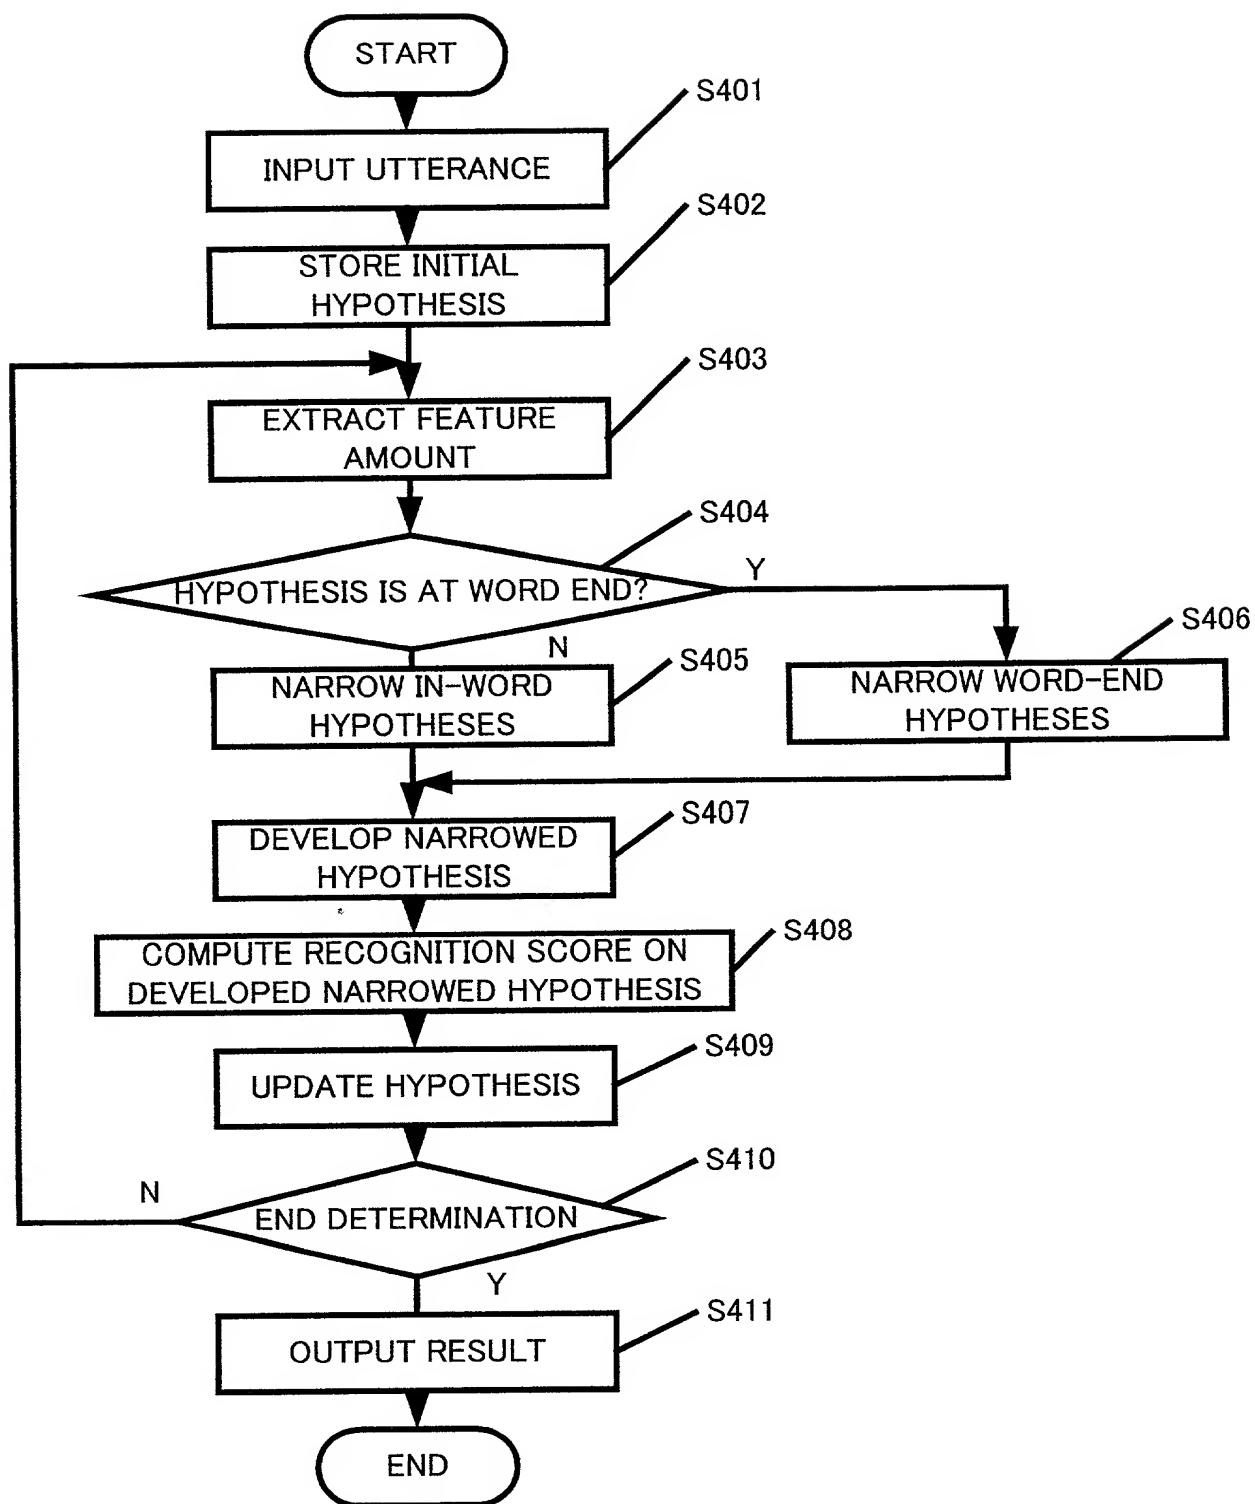 START
S401
INPUT UTTERANCE
S402
STORE INITIAL
HYPOTHESIS
S403
EXTRACT FEATURE
AMOUNT
S404
HYPOTHESIS IS AT WORD END?
Y
N
S405
NARROW IN-WORD
HYPOTHESES
S406
NARROW WORD-END
HYPOTHESES
S407
DEVELOP NARROWED
HYPOTHESIS
S408
COMPUTE RECOGNITION SCORE ON
DEVELOPED NARROWED HYPOTHESIS
S409
UPDATE HYPOTHESIS
S410
N
END DETERMINATION
Y
S411
OUTPUT RESULT
END